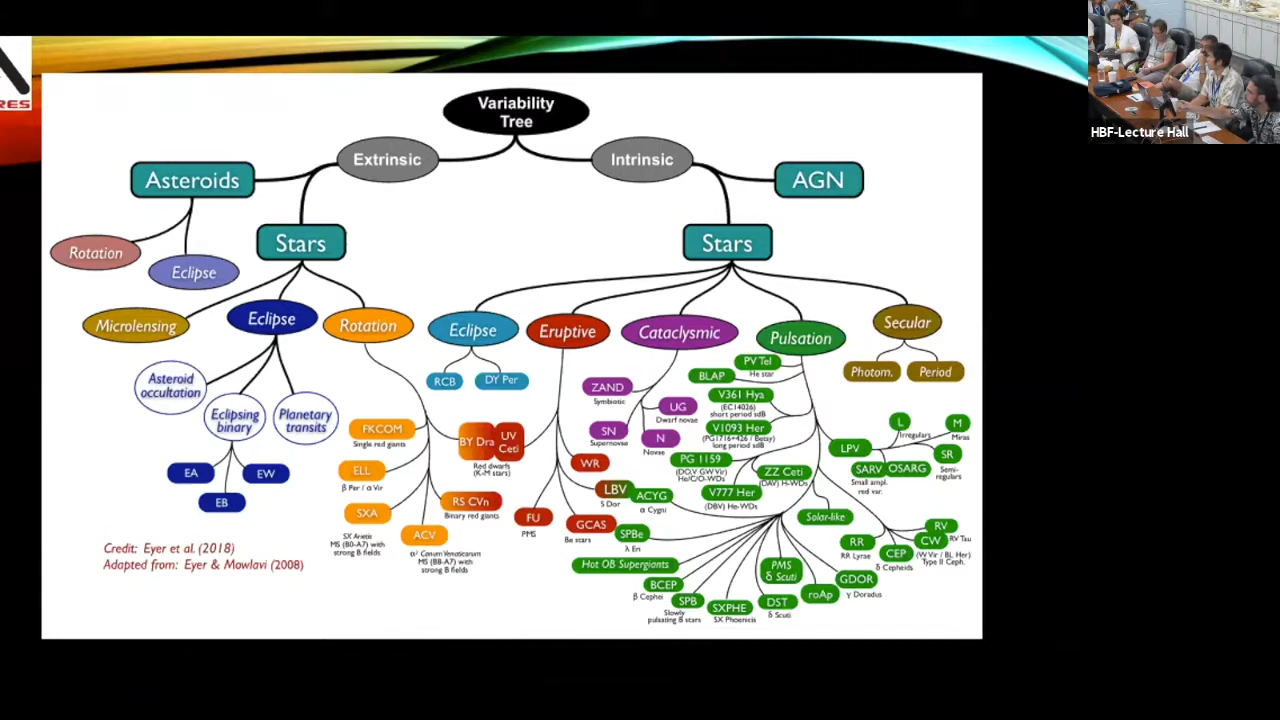 RES
HBF-Lecture Hall
Variability
Tree
Extrinsic
Intrinsic
Asteroids
AGN
Rotation
Eclipse
Stars
Stars
Microlensing
Eclipse
Rotation
Eclipse
Eruptive
Cataclysmic
Pulsation
Secular
Asteroid
occultation
Eclipsing
binary
Planetary
transits
EA
EB
EW
FKCOM
Single red giants
ELL
β Per / α Vir
SXA
SX Arietis
MS (B0-A7) with
strong B fields
ACV
α² Canum Venaticorum
MS (B8-A7) with
strong B fields
RS CVn
Binary red giants
BY Dra
UV
Ceti
Red dwarfs
(K-M stars)
RCB
DY Per
FU
PMS
GCAS
Be stars
WR
LBV
S Dor
ZAND
Symbiotic
UG
Dwarf novae
SN
Supernovae
N
Novae
PV Tel
He star
BLAP
V361 Hya
(EC14026)
short period sdB
V1093 Her
(PG1716+426 / Betsy)
long period sdB
PG 1159
(DO,V GW Vir)
He/C/O-WDs
ZZ Ceti
(DAV) H-WDs
V777 Her
(DBV) He-WDs
ACYG
α Cygni
SPBe
λ Eri
Hot OB Supergiants
BCEP
β Cephei
SPB
Slowly
pulsating B stars
SXPHE
SX Phoenicis
PMS
δ Scuti
DST
δ Scuti
roAp
GDOR
γ Doradus
Solar-like
RR
RR Lyrae
CEP
δ Cepheids
RV
RV Tau
CW
(W Vir / BL Her)
Type II Ceph.
LPV
L
Irregulars
M
Miras
SR
Semi-
regulars
SARV
Small ampl.
red var.
OSARG
Photom.
Period
Credit: Eyer et al. (2018)
Adapted from: Eyer & Mowlavi (2008)